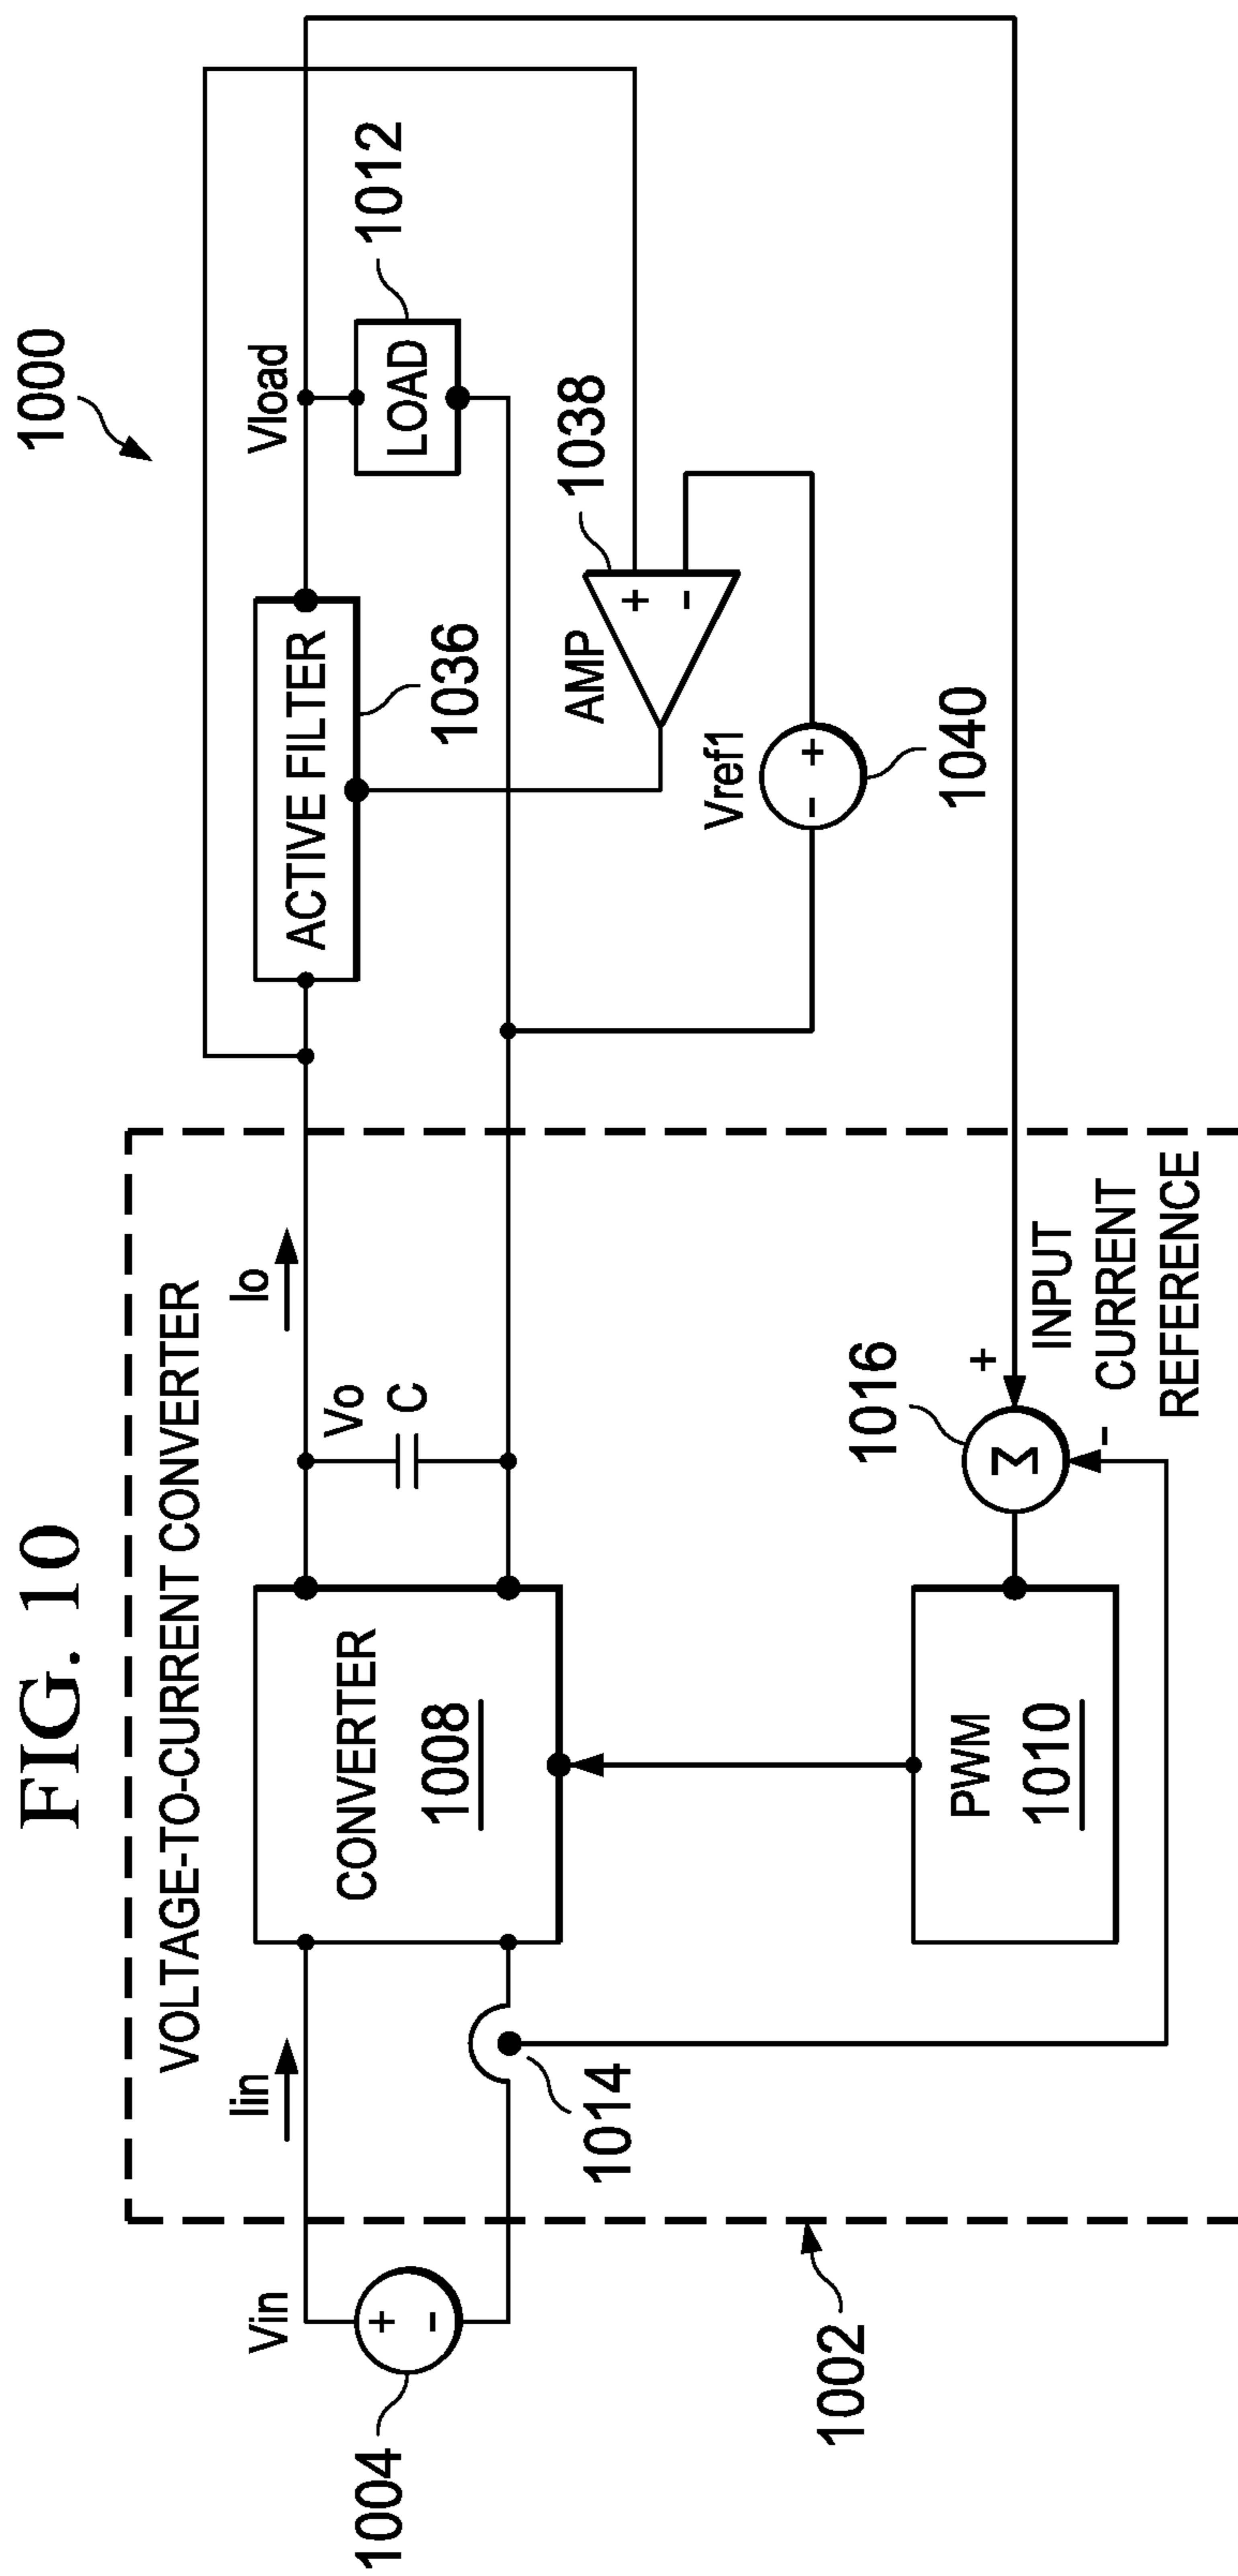 FIG. 10
1000
VOLTAGE-TO-CURRENT CONVERTER
Vin
+
-
1004
Iin
1014
CONVERTER
1008
Vo
C
Io
ACTIVE FILTER
1036
Vload
LOAD
1012
AMP
+
-
1038
Vref1
-
+
1040
PWM
1010
Σ
1016
+
-
INPUT
CURRENT
REFERENCE
1002